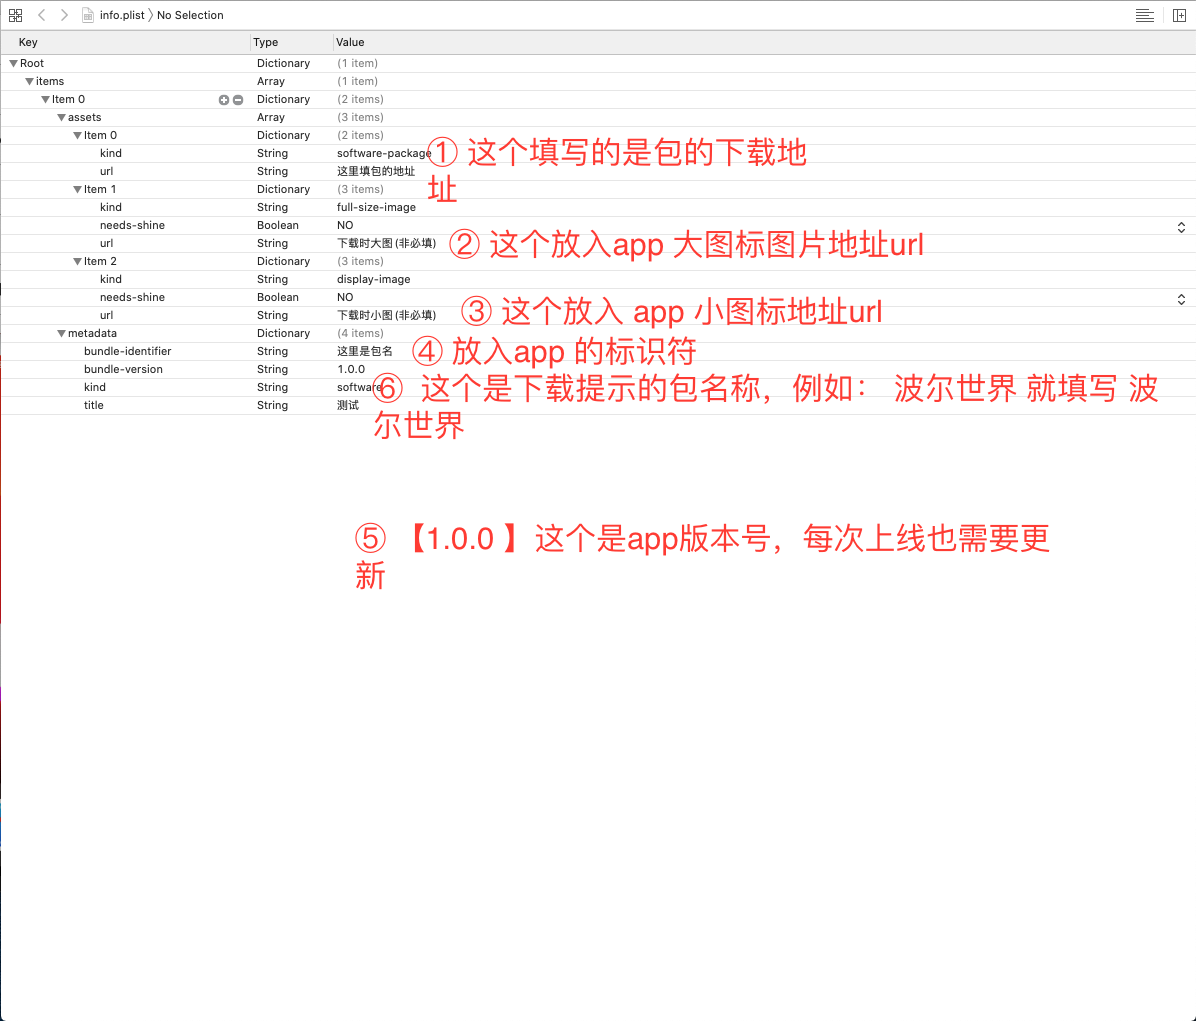 info.plist 〉 No Selection
Key Type Value
Root Dictionary (1 item)
items Array (1 item)
Item 0 Dictionary (2 items)
assets Array (3 items)
Item 0 Dictionary (2 items)
kind String software-package
① 这个填写的是包的下载地
url String 这里填包的地址
址
Item 1 Dictionary (3 items)
kind String full-size-image
needs-shine Boolean NO
url String 下载时大图(非必填)
② 这个放入app 大图标图片地址url
Item 2 Dictionary (3 items)
kind String display-image
needs-shine Boolean NO
url String 下载时小图(非必填)
③ 这个放入 app 小图标地址url
metadata Dictionary (4 items)
bundle-identifier String 这里是包名
④ 放入app 的标识符
bundle-version String 1.0.0
kind String software
⑥ 这个是下载提示的包名称，例如： 波尔世界 就填写 波
title String 测试
尔世界
⑤ 【1.0.0 】这个是app版本号，每次上线也需要更
新